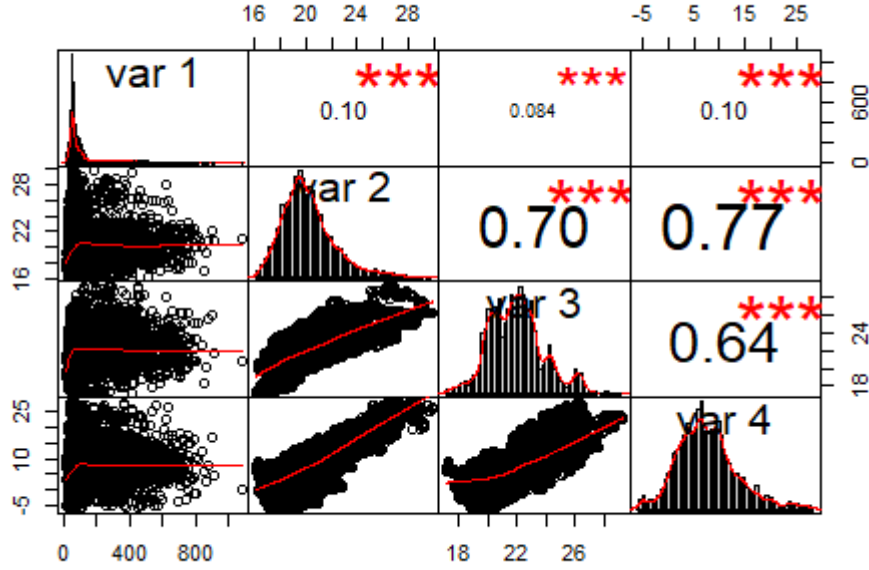 16 20 24 28
-5 5 15 25
var 1
***
0.10
***
0.084
***
0.10
0 600
16 22 28
var 2
***
0.70
***
0.77
var 3
***
0.64
18 24
-5 10 25
var 4
0 400 800
18 22 26